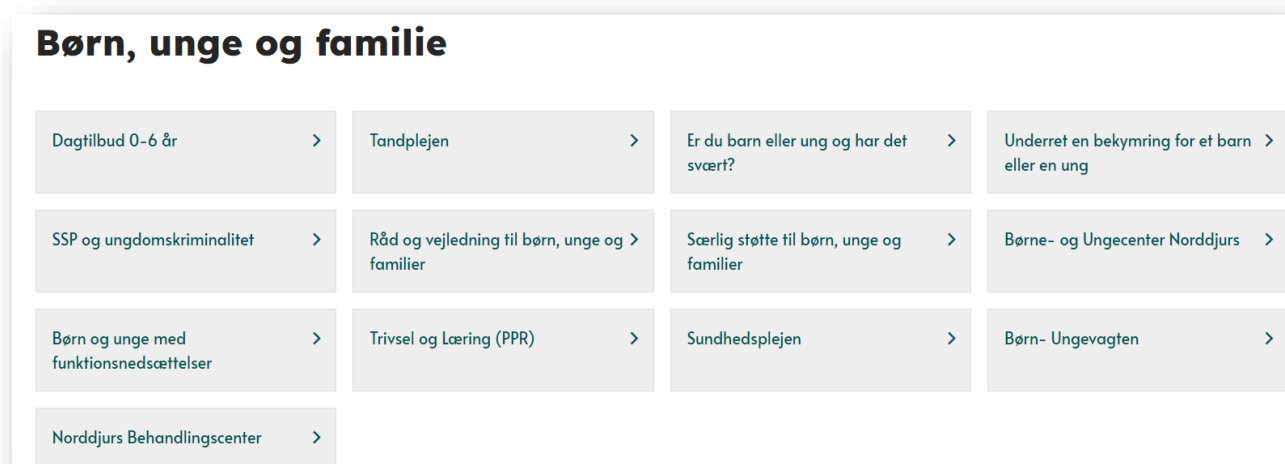 Børn, unge og familie
Dagtilbud 0-6 år
Tandplejen
Er du barn eller ung og har det
svært?
Underret en bekymring for et barn
eller en ung
SSP og ungdomskriminalitet
Råd og vejledning til børn, unge og
familier
Særlig støtte til børn, unge og
familier
Børne- og Ungecenter Norddjurs
Børn og unge med
funktionsnedsættelser
Trivsel og Læring (PPR)
Sundhedsplejen
Børn- Ungevagten
Norddjurs Behandlingscenter